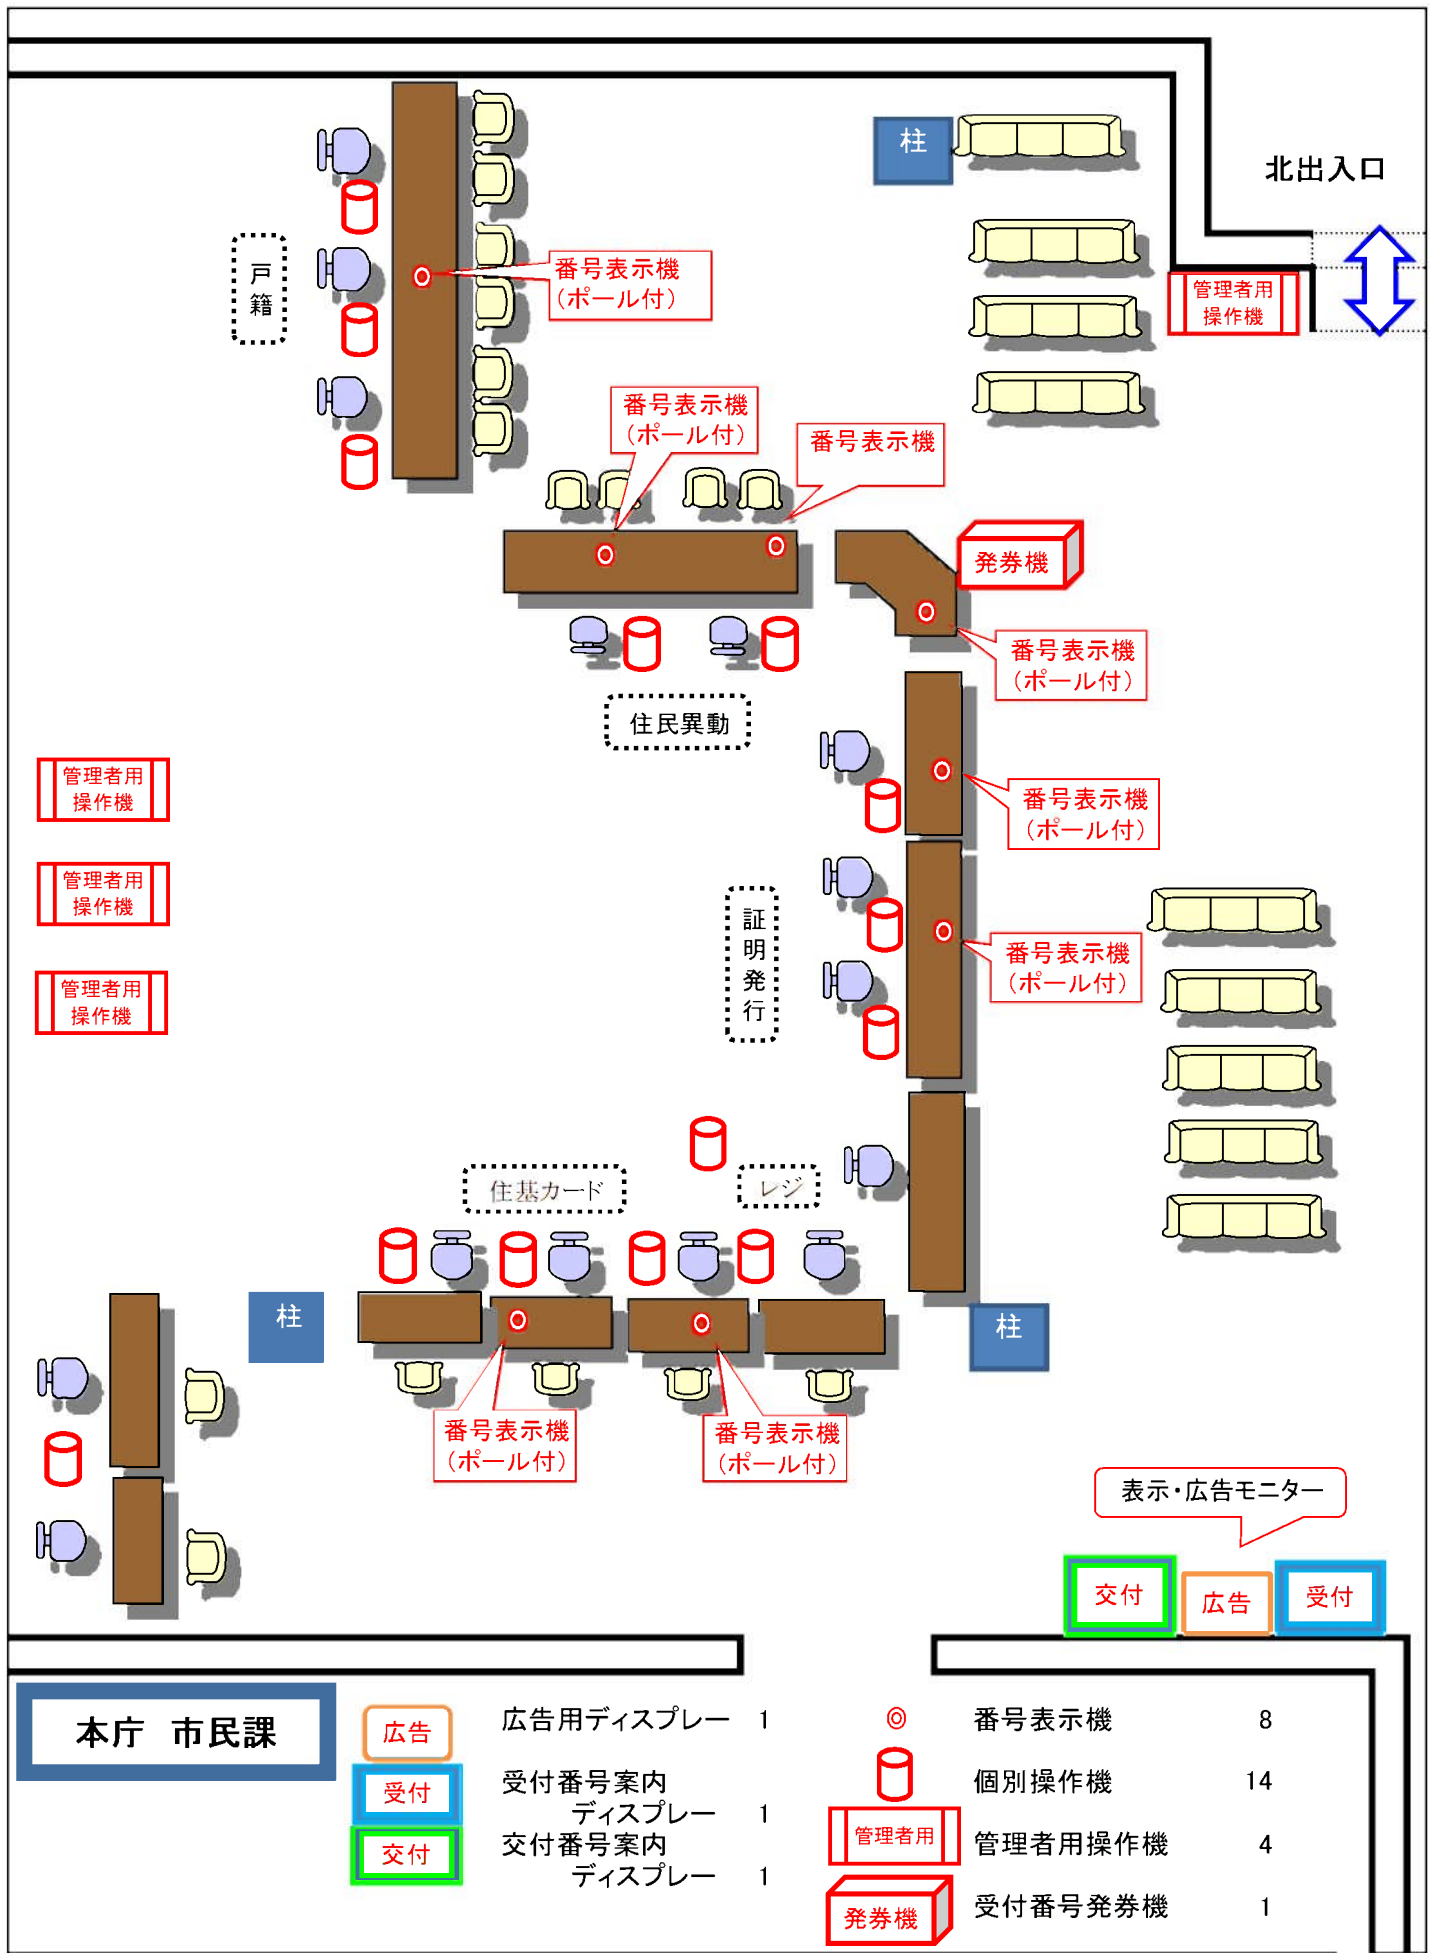 柱
北出入口
戸籍
番号表示機
（ポール付）
管理者用
操作機
番号表示機
（ポール付）
番号表示機
発券機
番号表示機
（ポール付）
住民異動
管理者用
操作機
番号表示機
（ポール付）
管理者用
操作機
証明発行
番号表示機
（ポール付）
管理者用
操作機
住基カード
レジ
柱
柱
番号表示機
（ポール付）
番号表示機
（ポール付）
表示・広告モニター
交付
広告
受付
本庁　市民課
広告
広告用ディスプレー　1
受付
受付番号案内
ディスプレー　1
交付
交付番号案内
ディスプレー　1
番号表示機　8
個別操作機　14
管理者用
管理者用操作機　4
発券機
受付番号発券機　1